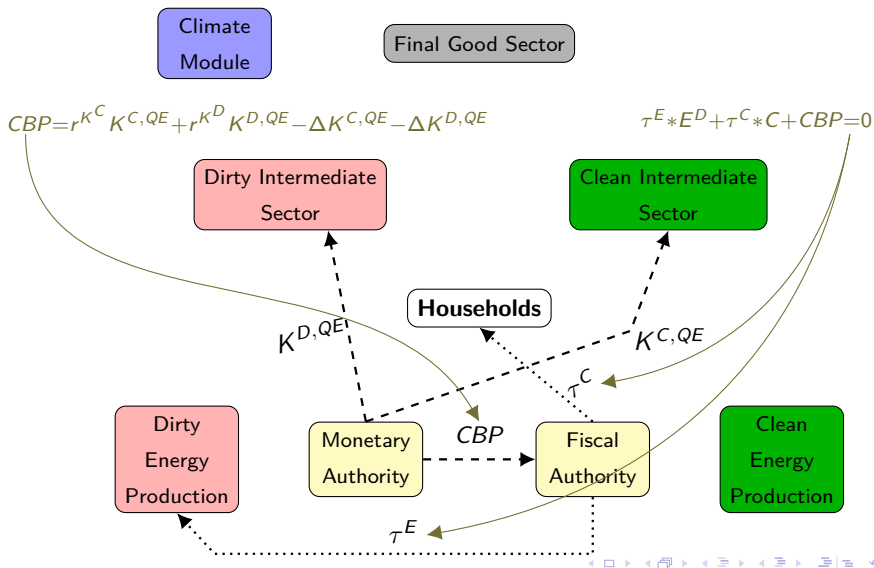 Climate
Module
Final Good Sector
CBP=r^{K^C}K^{C,QE}+r^{K^D}K^{D,QE}−ΔK^{C,QE}−ΔK^{D,QE}
τ^E*E^D+τ^C*C+CBP=0
Dirty Intermediate
Sector
Clean Intermediate
Sector
Households
K^{D,QE}
K^{C,QE}
τ^C
Dirty
Energy
Production
Monetary
Authority
CBP
Fiscal
Authority
Clean
Energy
Production
τ^E